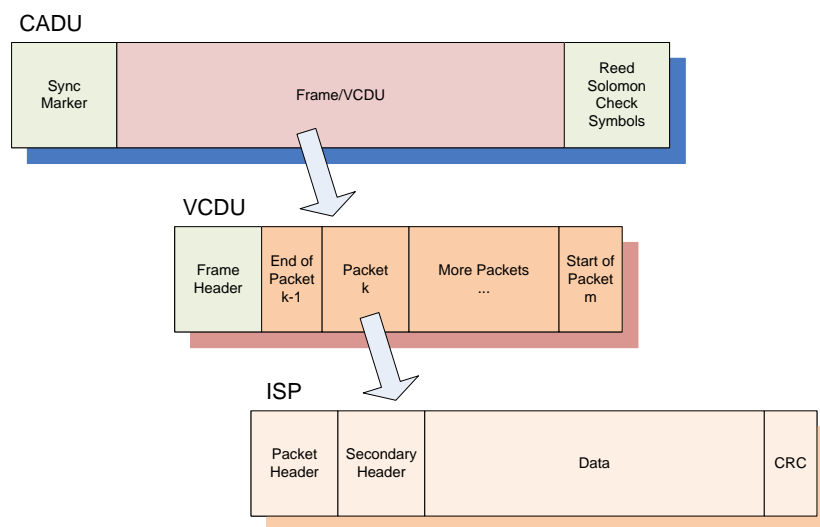 CADU
Sync
Marker
Frame/VCDU
Reed
Solomon
Check
Symbols
VCDU
Frame
Header
End of
Packet
k-1
Packet
k
More Packets
...
Start of
Packet
m
ISP
Packet
Header
Secondary
Header
Data
CRC